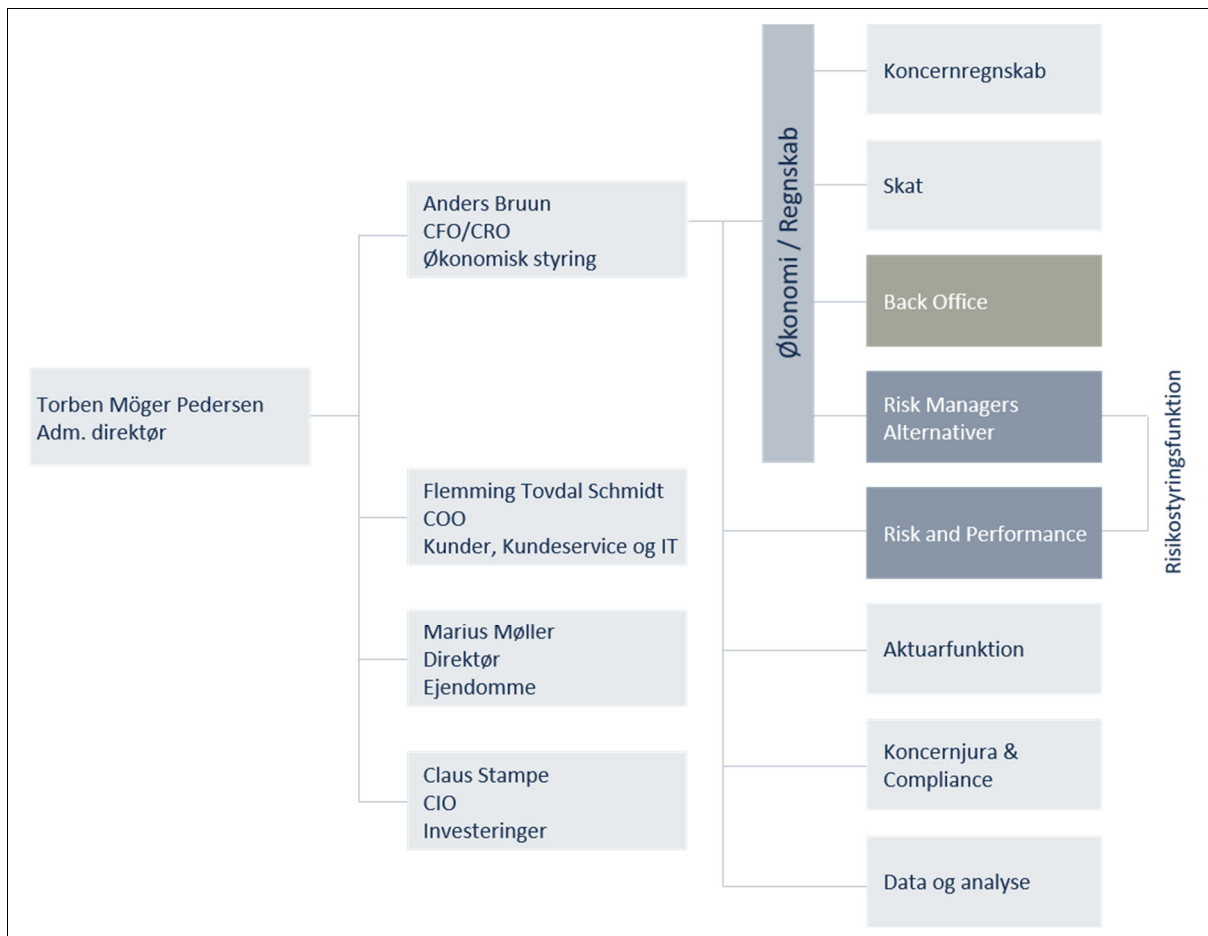 Torben Möger Pedersen
Adm. direktør
Anders Bruun
CFO/CRO
Økonomisk styring
Flemming Tovdal Schmidt
COO
Kunder, Kundeservice og IT
Marius Møller
Direktør
Ejendomme
Claus Stampe
CIO
Investeringer
Økonomi / Regnskab
Koncernregnskab
Skat
Back Office
Risk Managers
Alternativer
Risk and Performance
Risikostyringsfunktion
Aktuarfunktion
Koncernjura &
Compliance
Data og analyse